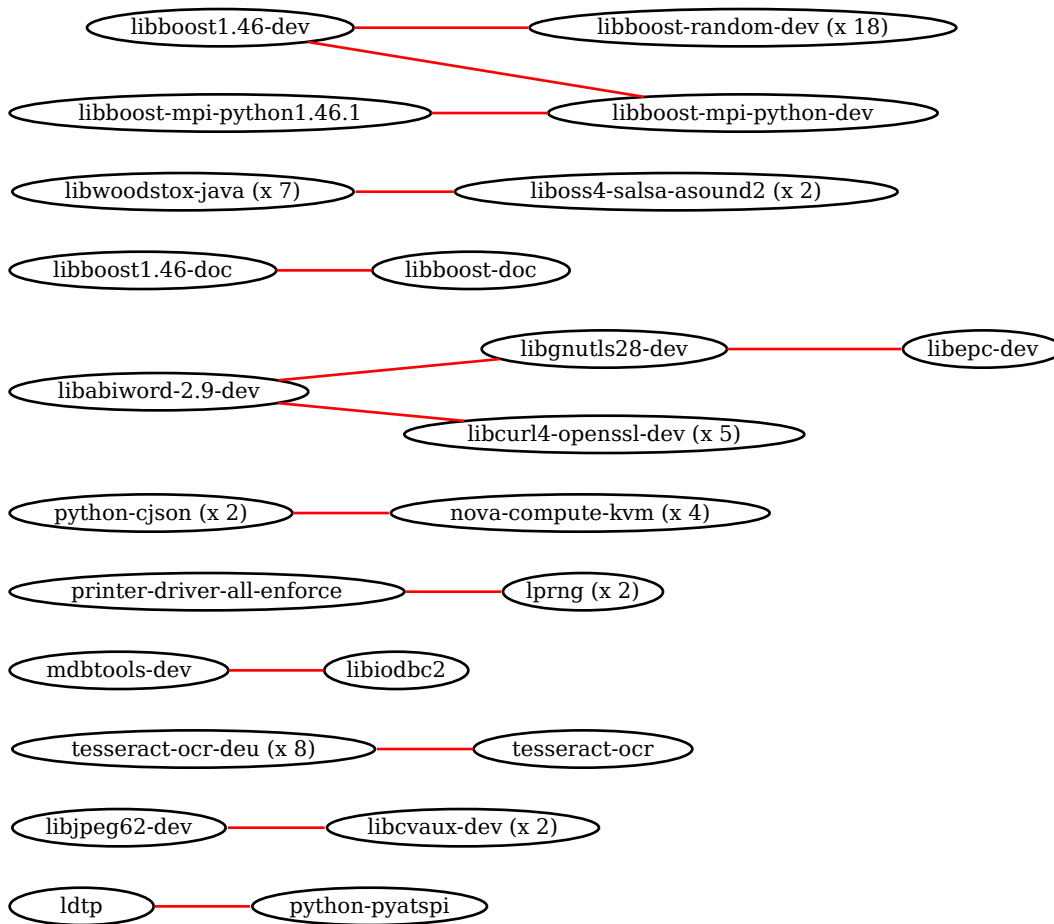 libboost1.46-dev
libboost-random-dev (x 18)
libboost-mpi-python1.46.1
libboost-mpi-python-dev
libwoodstox-java (x 7)
liboss4-salsa-asound2 (x 2)
libboost1.46-doc
libboost-doc
libgnutls28-dev
libepc-dev
libabiword-2.9-dev
libcurl4-openssl-dev (x 5)
python-cjson (x 2)
nova-compute-kvm (x 4)
printer-driver-all-enforce
lprng (x 2)
mdbtools-dev
libiodbc2
tesseract-ocr-deu (x 8)
tesseract-ocr
libjpeg62-dev
libcvaux-dev (x 2)
ldtp
python-pyatspi